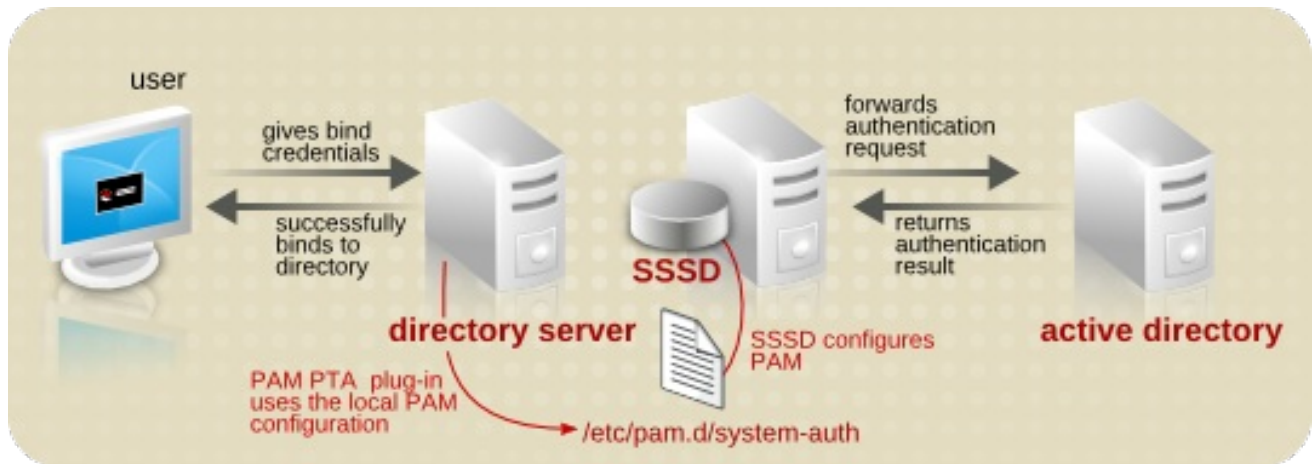 user
gives bind
credentials
successfully
binds to
directory
directory server
PAM PTA  plug-in
uses the local PAM
configuration
/etc/pam.d/system-auth
SSSD
SSSD configures
PAM
forwards
authentication
request
returns
authentication
result
active directory